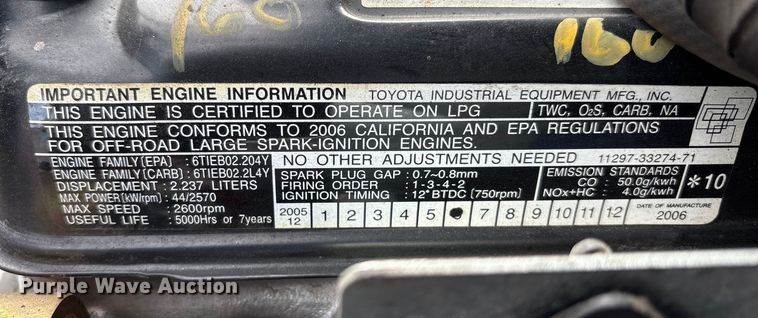 160
160
IMPORTANT ENGINE INFORMATION TOYOTA INDUSTRIAL EQUIPMENT MFG., INC.
THIS ENGINE IS CERTIFIED TO OPERATE ON LPG TWC, O2S, CARB, NA
THIS ENGINE CONFORMS TO 2006 CALIFORNIA AND EPA REGULATIONS
FOR OFF-ROAD LARGE SPARK-IGNITION ENGINES.
ENGINE FAMILY(EPA) : 6TIEB02.204Y
ENGINE FAMILY(CARB) : 6TIEB02.2L4Y
DISPLACEMENT : 2.237 LITERS
MAX POWER(kW/rpm) : 44/2570
MAX SPEED : 2600rpm
USEFUL LIFE : 5000Hrs or 7years
NO OTHER ADJUSTMENTS NEEDED 11297-33274-71
SPARK PLUG GAP : 0.7~0.8mm
FIRING ORDER : 1-3-4-2
IGNITION TIMING : 12°BTDC (750rpm)
EMISSION STANDARDS
CO : 50.0g/kwh
NOx+HC : 4.0g/kwh
*10
2005 12 1 2 3 4 5 7 8 9 10 11 12 DATE OF MANUFACTURE 2006
Purple Wave Auction